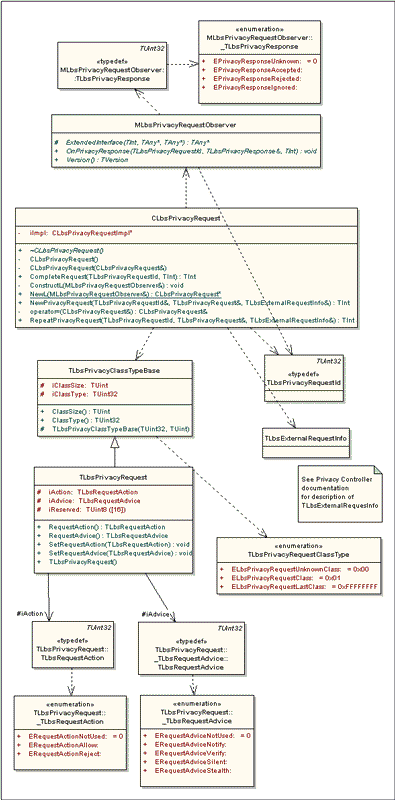 TUint32
«typedef»
MLbsPrivacyRequestObserver::
:TLbsPrivacyResponse
«enumeration»
MLbsPrivacyRequestObserver::
_TLbsPrivacyResponse
+ EPrivacyResponseUnknown: = 0
+ EPrivacyResponseAccepted:
+ EPrivacyResponseRejected:
+ EPrivacyResponseIgnored:
MLbsPrivacyRequestObserver
# ExtendedInterface(TInt, TAny*, TAny*) : TAny*
+ OnPrivacyResponse(TLbsPrivacyRequestId, TLbsPrivacyResponse&, TInt) : void
+ Version() : TVersion
CLbsPrivacyRequest
- iImpl: CLbsPrivacyRequestImpl*
+ ~CLbsPrivacyRequest()
- CLbsPrivacyRequest()
- CLbsPrivacyRequest(CLbsPrivacyRequest&)
+ CompleteRequest(TLbsPrivacyRequestId, TInt) : TInt
- ConstructL(MLbsPrivacyRequestObserver&) : void
+ NewL(MLbsPrivacyRequestObserver&) : CLbsPrivacyRequest*
+ NewPrivacyRequest(TLbsPrivacyRequestId&, TLbsPrivacyRequest&, TLbsExternalRequestInfo&) : TInt
- operator=(CLbsPrivacyRequest&) : CLbsPrivacyRequest&
+ RepeatPrivacyRequest(TLbsPrivacyRequestId, TLbsPrivacyRequest&, TLbsExternalRequestInfo&) : TInt
TLbsPrivacyClassTypeBase
# iClassSize: TUint
# iClassType: TUint32
+ ClassSize() : TUint
+ ClassType() : TUint32
# TLbsPrivacyClassTypeBase(TUint32, TUint)
TUint32
«typedef»
TLbsPrivacyRequestId
TLbsExternalRequestInfo
See Privacy Controller
documentation
for description of
TLbsExternalRequesInfo
TLbsPrivacyRequest
# iAction: TLbsRequestAction
# iAdvice: TLbsRequestAdvice
# iReserved: TUint8 ([16])
+ RequestAction() : TLbsRequestAction
+ RequestAdvice() : TLbsRequestAdvice
+ SetRequestAction(TLbsRequestAction) : void
+ SetRequestAdvice(TLbsRequestAdvice) : void
+ TLbsPrivacyRequest()
«enumeration»
TLbsPrivacyRequestClassType
+ ELbsPrivacyRequestUnknownClass: = 0x00
+ ELbsPrivacyRequestClass: = 0x01
+ ELbsPrivacyRequestLastClass: = 0xFFFFFFFF
#iAction
#iAdvice
TUint32
«typedef»
TLbsPrivacyRequest::
TLbsRequestAction
TUint32
«typedef»
TLbsPrivacyRequest::
_TLbsRequestAdvice::
TLbsRequestAdvice
«enumeration»
TLbsPrivacyRequest::
_TLbsRequestAction
+ ERequestActionNotUsed: = 0
+ ERequestActionAllow:
+ ERequestActionReject:
«enumeration»
TLbsPrivacyRequest::
_TLbsRequestAdvice
+ ERequestAdviceNotUsed: = 0
+ ERequestAdviceNotify:
+ ERequestAdviceVerify:
+ ERequestAdviceSilent:
+ ERequestAdviceStealth: